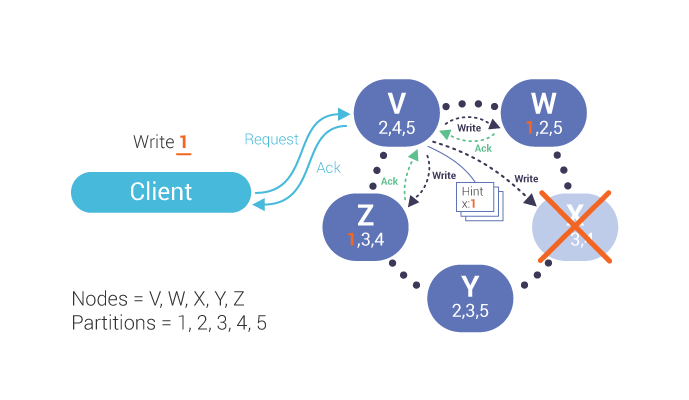 V
2,4,5
W
1,2,5
Write 1
Request
Write
Ack
Ack
Client
Ack
Write
Write
Hint
x:1
Z
1,3,4
X
3,4
Y
2,3,5
Nodes = V, W, X, Y, Z
Partitions = 1, 2, 3, 4, 5